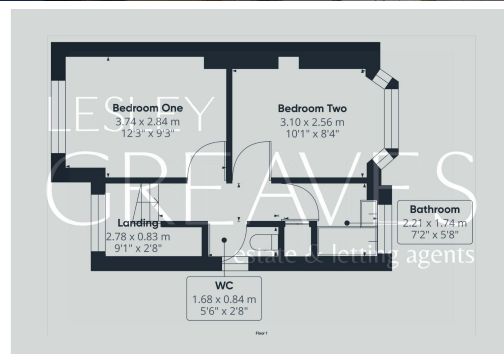 Bedroom One
3.74 x 2.84 m
12'3" x 9'3"
Bedroom Two
3.10 x 2.56 m
10'1" x 8'4"
LESLEY
GREAVES
estate & letting agents
Landing
2.78 x 0.83 m
9'1" x 2'8"
Bathroom
2.21 x 1.74 m
7'2" x 5'8"
WC
1.68 x 0.84 m
5'6" x 2'8"
Floor 1